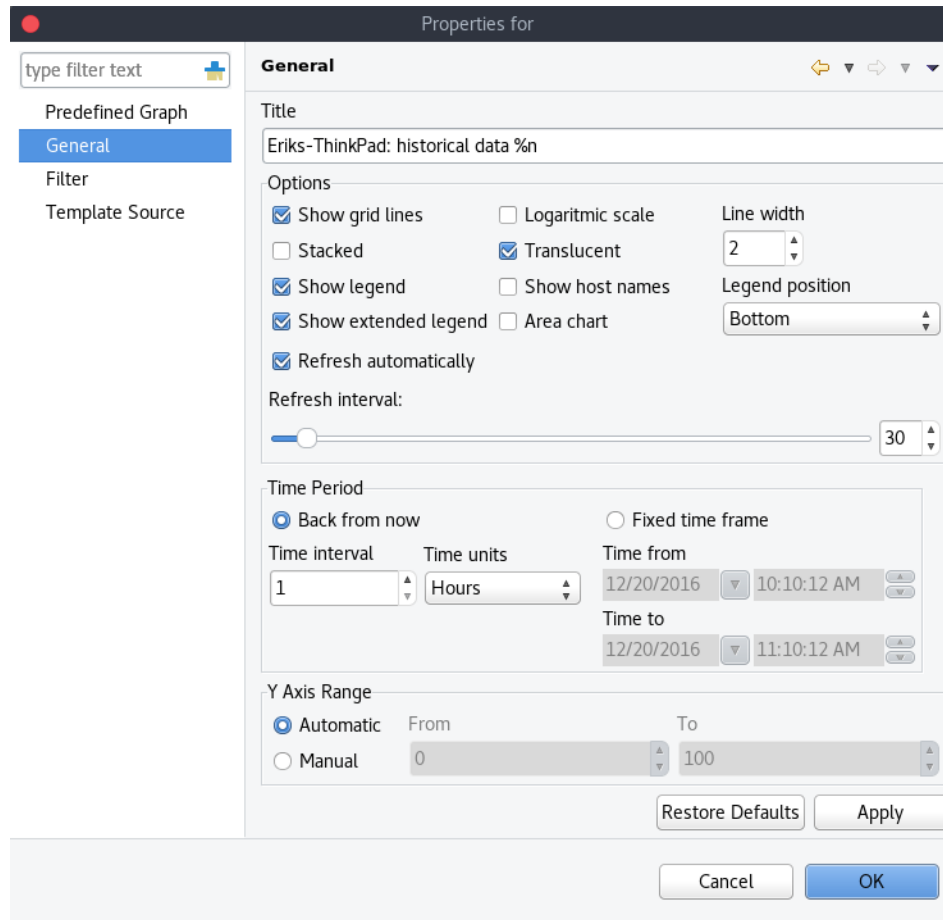 Properties for
type filter text
General
Predefined Graph
General
Filter
Template Source
Title
Eriks-ThinkPad: historical data %n
Options
Show grid lines
Logaritmic scale
Line width
Stacked
Translucent
2
Show legend
Show host names
Legend position
Show extended legend
Area chart
Bottom
Refresh automatically
Refresh interval:
30
Time Period
Back from now
Fixed time frame
Time interval
Time units
Time from
1
Hours
12/20/2016
10:10:12 AM
Time to
12/20/2016
11:10:12 AM
Y Axis Range
Automatic
From
To
Manual
0
100
Restore Defaults
Apply
Cancel
OK